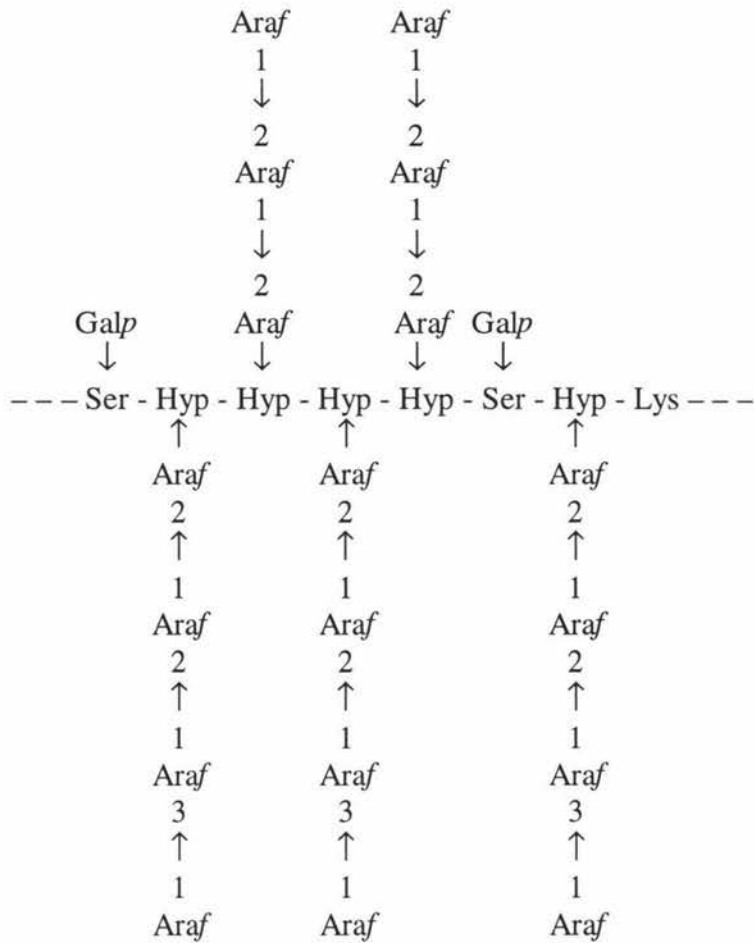 Araf Araf
1 1
↓ ↓
2 2
Araf Araf
1 1
↓ ↓
2 2
Galp Araf Araf Galp
↓ ↓ ↓ ↓
--- Ser - Hyp - Hyp - Hyp - Hyp - Ser - Hyp - Lys ---
↑ ↑ ↑
Araf Araf Araf
2 2 2
↑ ↑ ↑
1 1 1
Araf Araf Araf
2 2 2
↑ ↑ ↑
1 1 1
Araf Araf Araf
3 3 3
↑ ↑ ↑
1 1 1
Araf Araf Araf